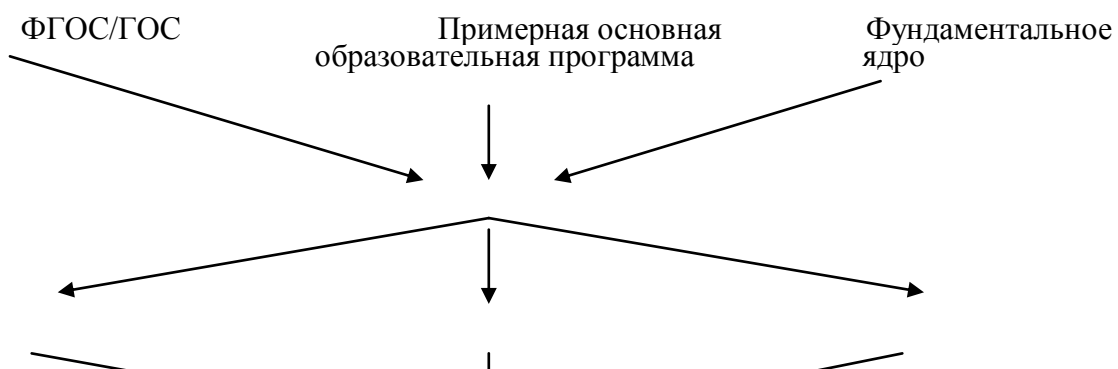 ФГОС/ГОС Примерная основная Фундаментальное
образовательная программа ядро